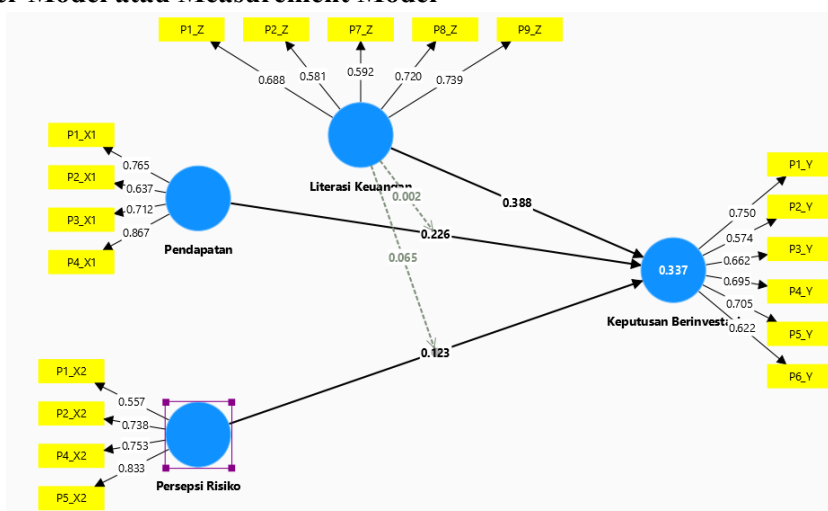 Model atau Measurement Model
P1_Z
P2_Z
P7_Z
P8_Z
P9_Z
0.688
0.581
0.592
0.720
0.739
Literasi Keuangan
P1_X1
P2_X1
P3_X1
P4_X1
0.765
0.637
0.712
0.867
Pendapatan
0.002
0.388
0.226
0.065
0.123
P1_X2
P2_X2
P4_X2
P5_X2
0.557
0.738
0.753
0.833
Persepsi Risiko
0.337
Keputusan Berinvesta
P1_Y
P2_Y
P3_Y
P4_Y
P5_Y
P6_Y
0.750
0.574
0.662
0.695
0.705
0.622